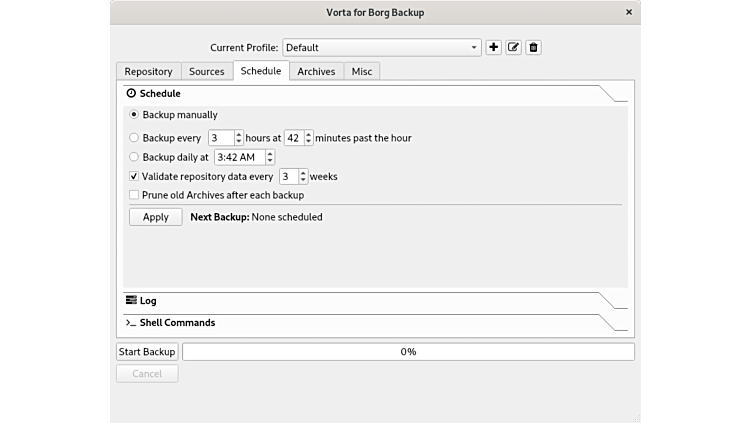 Vorta for Borg Backup
Current Profile: Default
Repository Sources Schedule Archives Misc
Schedule
Backup manually
Backup every 3 hours at 42 minutes past the hour
Backup daily at 3:42 AM
Validate repository data every 3 weeks
Prune old Archives after each backup
Apply Next Backup: None scheduled
Log
>_ Shell Commands
Start Backup 0%
Cancel